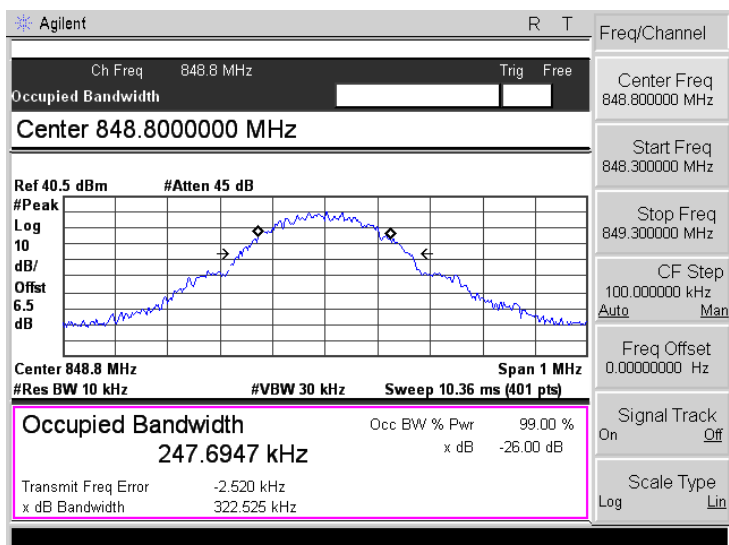 Agilent R T
Ch Freq 848.8 MHz Trig Free
Occupied Bandwidth
Center 848.8000000 MHz
Ref 40.5 dBm #Atten 45 dB
#Peak
Log
10
dB/
Offst
6.5
dB
Center 848.8 MHz Span 1 MHz
#Res BW 10 kHz #VBW 30 kHz Sweep 10.36 ms (401 pts)
Occupied Bandwidth
247.6947 kHz
Occ BW % Pwr 99.00 %
x dB -26.00 dB
Transmit Freq Error -2.520 kHz
x dB Bandwidth 322.525 kHz
Freq/Channel
Center Freq
848.800000 MHz
Start Freq
848.300000 MHz
Stop Freq
849.300000 MHz
CF Step
100.000000 kHz
Auto Man
Freq Offset
0.00000000 Hz
Signal Track
On Off
Scale Type
Log Lin